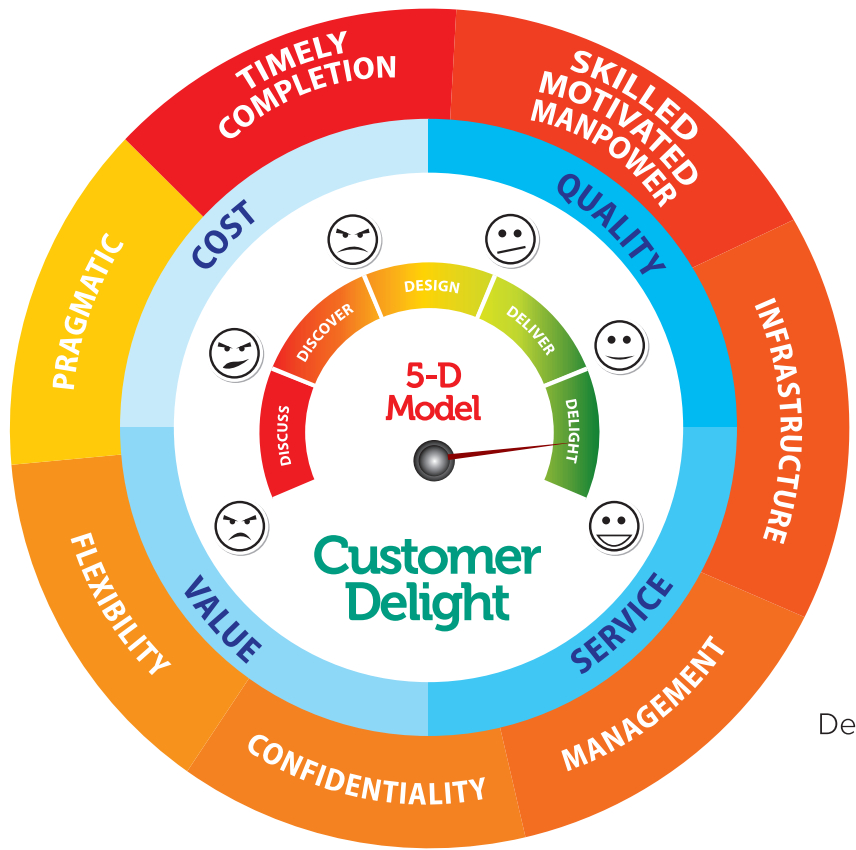 TIMELY
COMPLETION
SKILLED
MOTIVATED
MANPOWER
PRAGMATIC
INFRASTRUCTURE
FLEXIBILITY
MANAGEMENT
CONFIDENTIALITY
COST
QUALITY
VALUE
SERVICE
DISCUSS
DISCOVER
DESIGN
DELIVER
DELIGHT
5-D
Model
Customer
Delight
De